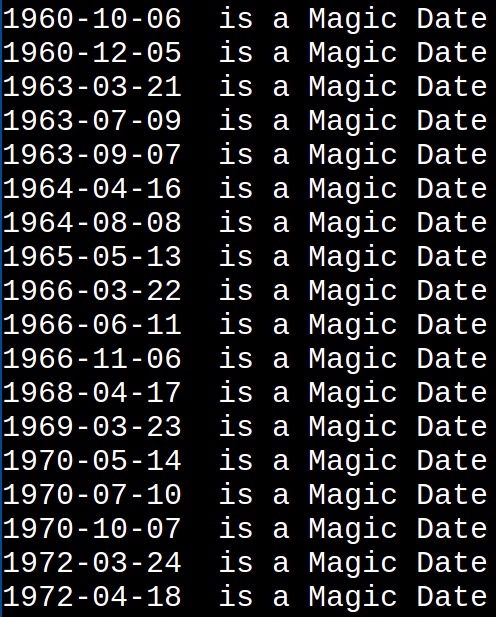 1960-10-06  is a Magic Date
1960-12-05  is a Magic Date
1963-03-21  is a Magic Date
1963-07-09  is a Magic Date
1963-09-07  is a Magic Date
1964-04-16  is a Magic Date
1964-08-08  is a Magic Date
1965-05-13  is a Magic Date
1966-03-22  is a Magic Date
1966-06-11  is a Magic Date
1966-11-06  is a Magic Date
1968-04-17  is a Magic Date
1969-03-23  is a Magic Date
1970-05-14  is a Magic Date
1970-07-10  is a Magic Date
1970-10-07  is a Magic Date
1972-03-24  is a Magic Date
1972-04-18  is a Magic Date